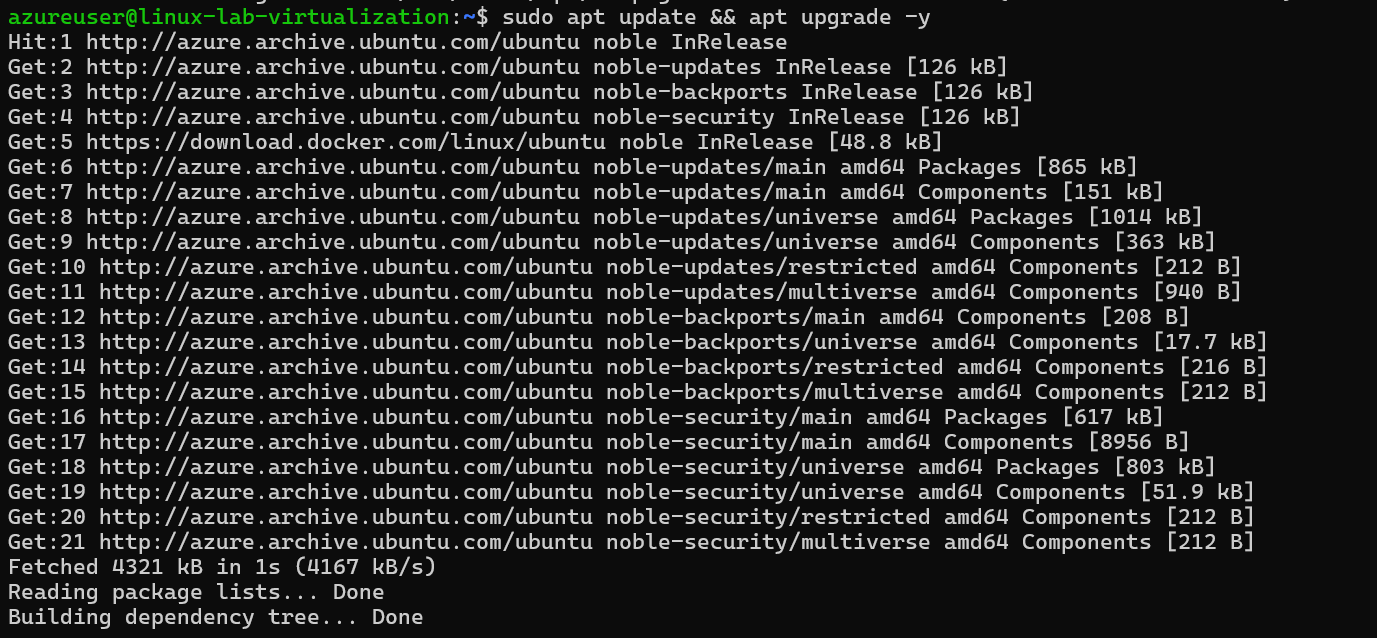 azureuser@linux-lab-virtualization:~$ sudo apt update && apt upgrade -y
Hit:1 http://azure.archive.ubuntu.com/ubuntu noble InRelease
Get:2 http://azure.archive.ubuntu.com/ubuntu noble-updates InRelease [126 kB]
Get:3 http://azure.archive.ubuntu.com/ubuntu noble-backports InRelease [126 kB]
Get:4 http://azure.archive.ubuntu.com/ubuntu noble-security InRelease [126 kB]
Get:5 https://download.docker.com/linux/ubuntu noble InRelease [48.8 kB]
Get:6 http://azure.archive.ubuntu.com/ubuntu noble-updates/main amd64 Packages [865 kB]
Get:7 http://azure.archive.ubuntu.com/ubuntu noble-updates/main amd64 Components [151 kB]
Get:8 http://azure.archive.ubuntu.com/ubuntu noble-updates/universe amd64 Packages [1014 kB]
Get:9 http://azure.archive.ubuntu.com/ubuntu noble-updates/universe amd64 Components [363 kB]
Get:10 http://azure.archive.ubuntu.com/ubuntu noble-updates/restricted amd64 Components [212 B]
Get:11 http://azure.archive.ubuntu.com/ubuntu noble-updates/multiverse amd64 Components [940 B]
Get:12 http://azure.archive.ubuntu.com/ubuntu noble-backports/main amd64 Components [208 B]
Get:13 http://azure.archive.ubuntu.com/ubuntu noble-backports/universe amd64 Components [17.7 kB]
Get:14 http://azure.archive.ubuntu.com/ubuntu noble-backports/restricted amd64 Components [216 B]
Get:15 http://azure.archive.ubuntu.com/ubuntu noble-backports/multiverse amd64 Components [212 B]
Get:16 http://azure.archive.ubuntu.com/ubuntu noble-security/main amd64 Packages [617 kB]
Get:17 http://azure.archive.ubuntu.com/ubuntu noble-security/main amd64 Components [8956 B]
Get:18 http://azure.archive.ubuntu.com/ubuntu noble-security/universe amd64 Packages [803 kB]
Get:19 http://azure.archive.ubuntu.com/ubuntu noble-security/universe amd64 Components [51.9 kB]
Get:20 http://azure.archive.ubuntu.com/ubuntu noble-security/restricted amd64 Components [212 B]
Get:21 http://azure.archive.ubuntu.com/ubuntu noble-security/multiverse amd64 Components [212 B]
Fetched 4321 kB in 1s (4167 kB/s)
Reading package lists... Done
Building dependency tree... Done